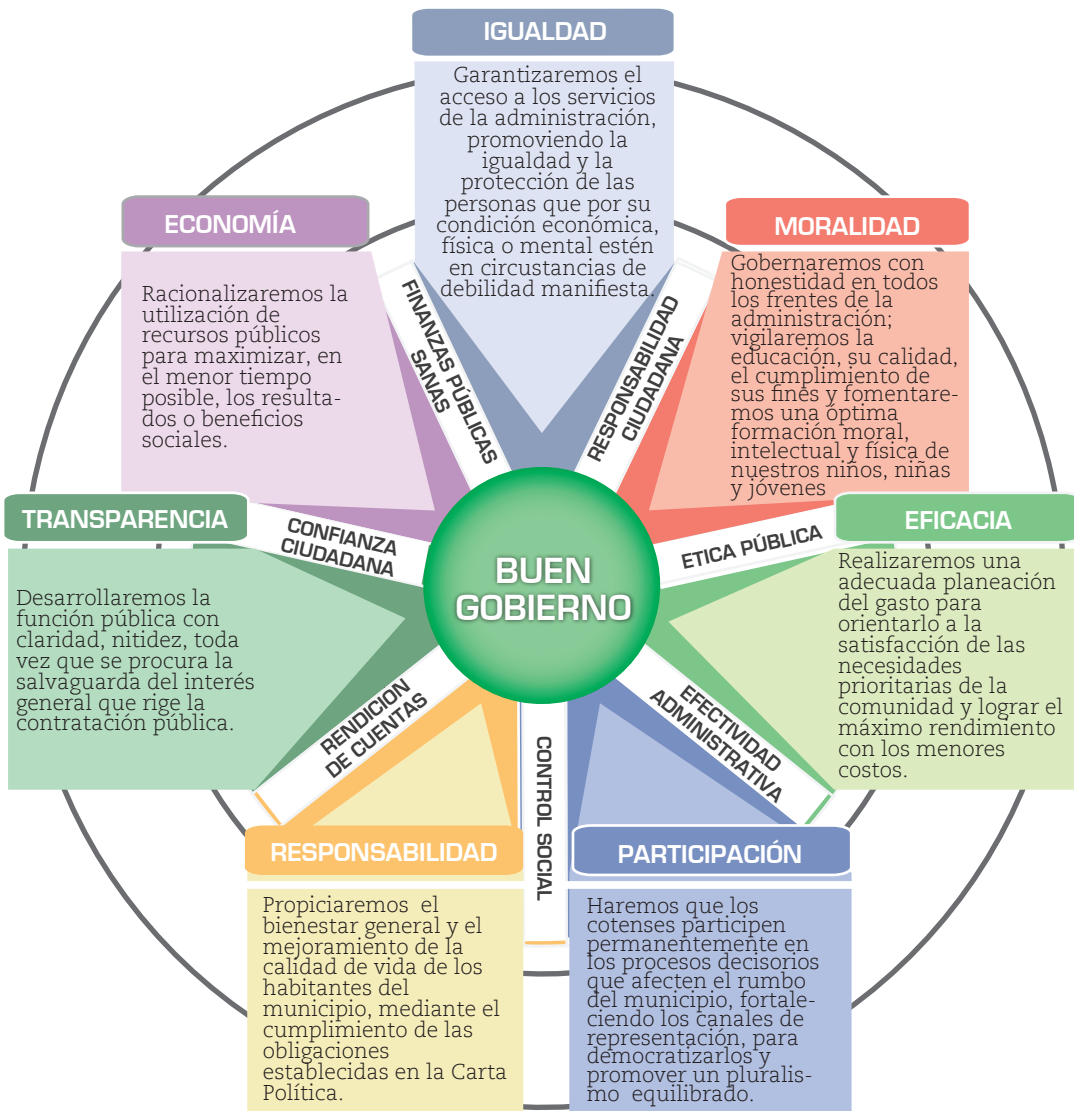 IGUALDAD
Garantizaremos el
acceso a los servicios
de la administración,
promoviendo la
igualdad y la
protección de las
personas que por su
condición económica,
física o mental estén
en circustancias de
debilidad manifiesta.
ECONOMÍA
Racionalizaremos la
utilización de
recursos públicos
para maximizar, en
el menor tiempo
posible, los resulta-
dos o beneficios
sociales.
MORALIDAD
Gobernaremos con
honestidad en todos
los frentes de la
administración;
vigilaremos la
educación, su calidad,
el cumplimiento de
sus fines y fomentare-
mos una óptima
formación moral,
intelectual y física de
nuestros niños, niñas
y jóvenes
FINANZAS PÚBLICAS
SANAS
RESPONSABILIDAD
CIUDADANA
TRANSPARENCIA
Desarrollaremos la
función pública con
claridad, nitidez, toda
vez que se procura la
salvaguarda del interés
general que rige la
contratación pública.
CONFIANZA
CIUDADANA
BUEN
GOBIERNO
ETICA PÚBLICA
EFICACIA
Realizaremos una
adecuada planeación
del gasto para
orientarlo a la
satisfacción de las
necesidades
prioritarias de la
comunidad y lograr el
máximo rendimiento
con los menores
costos.
RENDICION
DE CUENTAS
CONTROL SOCIAL
EFECTIVIDAD
ADMINISTRATIVA
RESPONSABILIDAD
Propiciaremos el
bienestar general y el
mejoramiento de la
calidad de vida de los
habitantes del
municipio, mediante el
cumplimiento de las
obligaciones
establecidas en la Carta
Política.
PARTICIPACIÓN
Haremos que los
cotenses participen
permanentemente en
los procesos decisorios
que afecten el rumbo
del municipio, fortale-
ciendo los canales de
representación, para
democratizarlos y
promover un pluralis-
mo equilibrado.